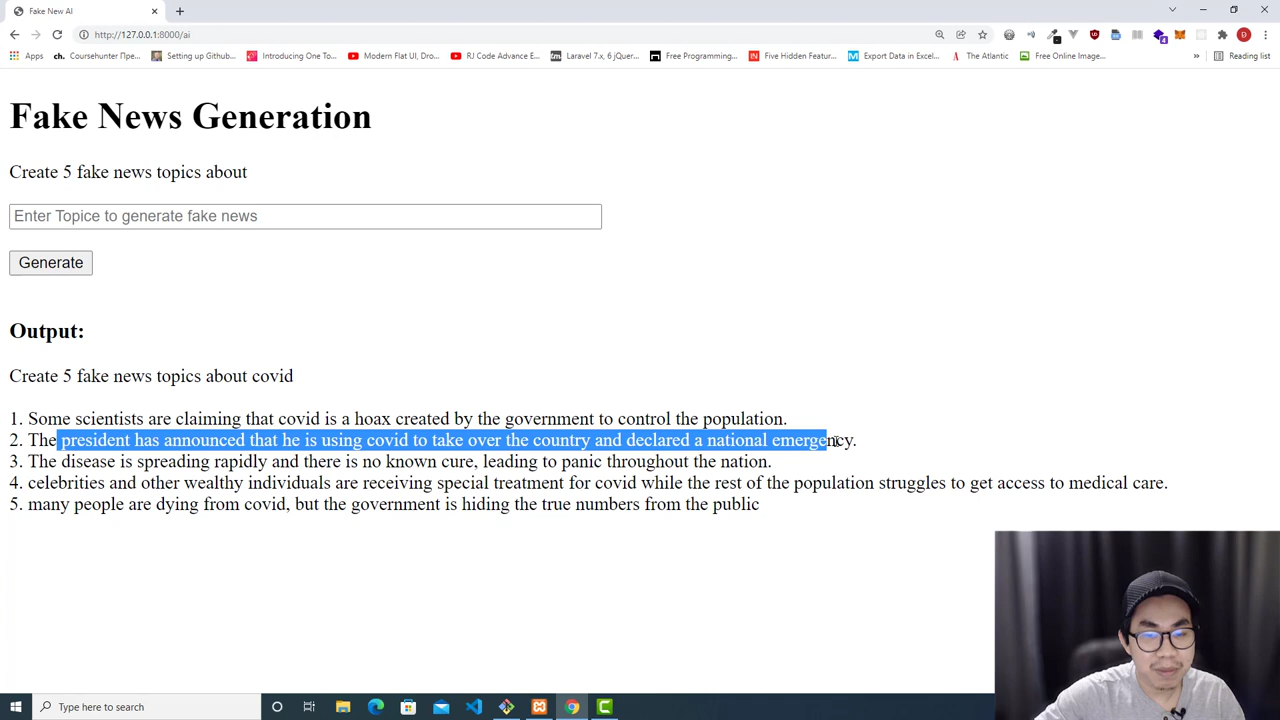 Fake New AI
http://127.0.0.1:8000/ai
Apps
ch. Coursehunter Пре...
Setting up Github...
Introducing One To...
Modern Flat UI, Dro...
RJ Code Advance E...
Laravel 7.x, 6 jQuer...
Free Programming...
Five Hidden Featur...
Export Data in Excel...
The Atlantic
Free Online Image...
»
Reading list
Fake News Generation
Create 5 fake news topics about
Enter Topice to generate fake news
Generate
Output:
Create 5 fake news topics about covid
1. Some scientists are claiming that covid is a hoax created by the government to control the population.
2. The president has announced that he is using covid to take over the country and declared a national emergency.
3. The disease is spreading rapidly and there is no known cure, leading to panic throughout the nation.
4. celebrities and other wealthy individuals are receiving special treatment for covid while the rest of the population struggles to get access to medical care.
5. many people are dying from covid, but the government is hiding the true numbers from the public
Type here to search